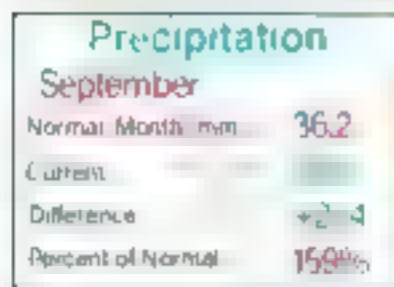 Precipitation
September
Normal Month mm 36.2
Current
Difference
Percent of Normal 159%